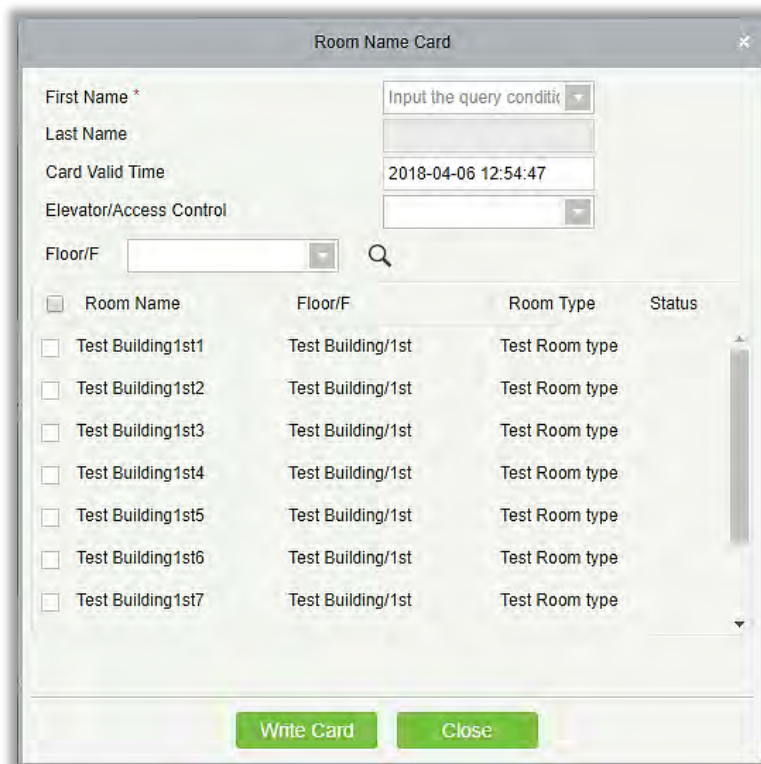 Room Name Card ×
First Name * Input the query conditic
Last Name
Card Valid Time 2018-04-06 12:54:47
Elevator/Access Control
Floor/F
Room Name Floor/F Room Type Status
Test Building1st1 Test Building/1st Test Room type
Test Building1st2 Test Building/1st Test Room type
Test Building1st3 Test Building/1st Test Room type
Test Building1st4 Test Building/1st Test Room type
Test Building1st5 Test Building/1st Test Room type
Test Building1st6 Test Building/1st Test Room type
Test Building1st7 Test Building/1st Test Room type
Write Card Close